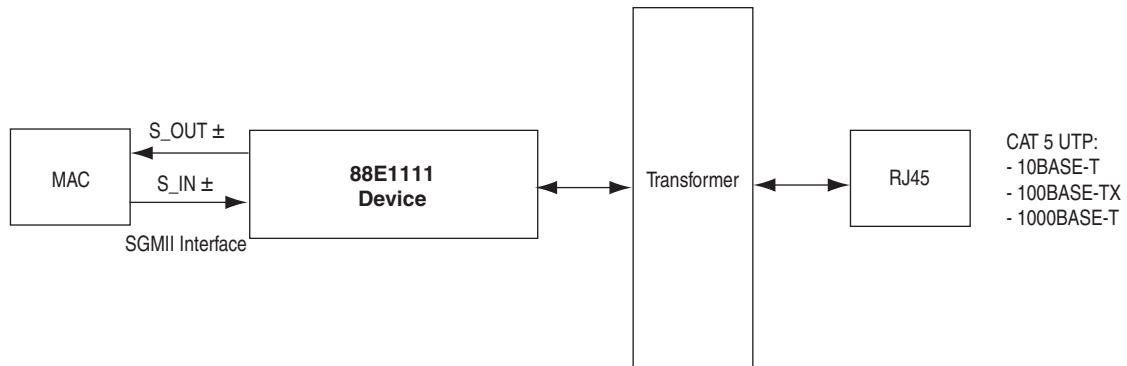 MAC
S_OUT ±
S_IN ±
SGMII Interface
88E1111
Device
Transformer
RJ45
CAT 5 UTP:
- 10BASE-T
- 100BASE-TX
- 1000BASE-T